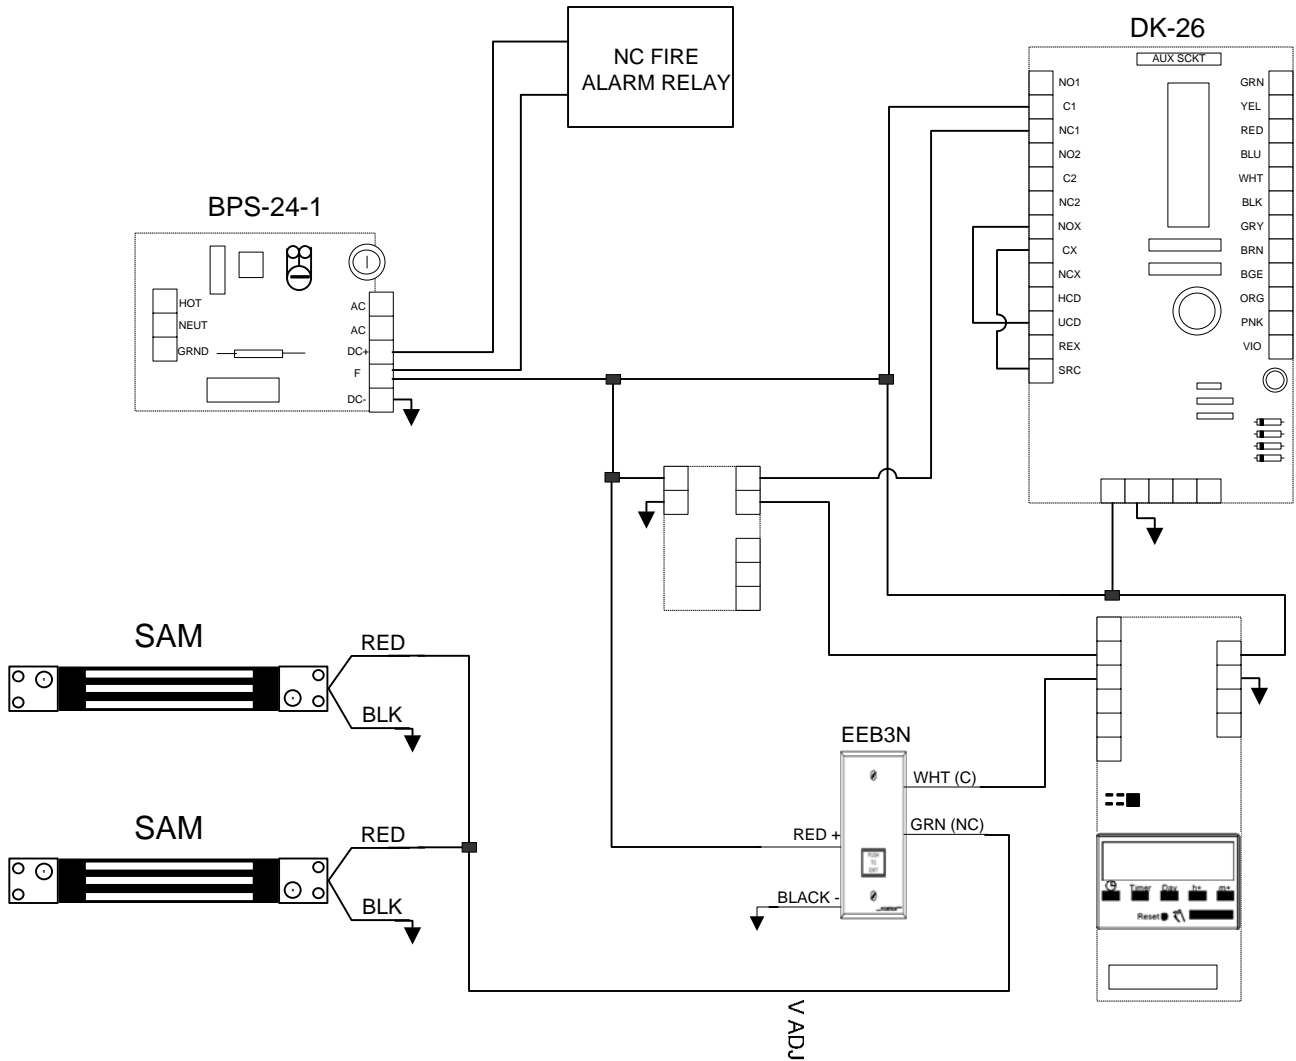 NC FIRE
ALARM RELAY
DK-26
AUX SCKT
NO1
C1
NC1
NO2
C2
NC2
NOX
CX
NCX
HCD
UCD
REX
SRC
GRN
YEL
RED
BLU
WHT
BLK
GRY
BRN
BGE
ORG
PNK
VIO
BPS-24-1
HOT
NEUT
GRND
AC
AC
DC+
F
DC-
SAM
RED
BLK
SAM
RED
BLK
EEB3N
WHT (C)
GRN (NC)
RED +
BLACK -
PUSH
TO
EXIT
Timer
Day
h+
m+
Reset
V ADJ